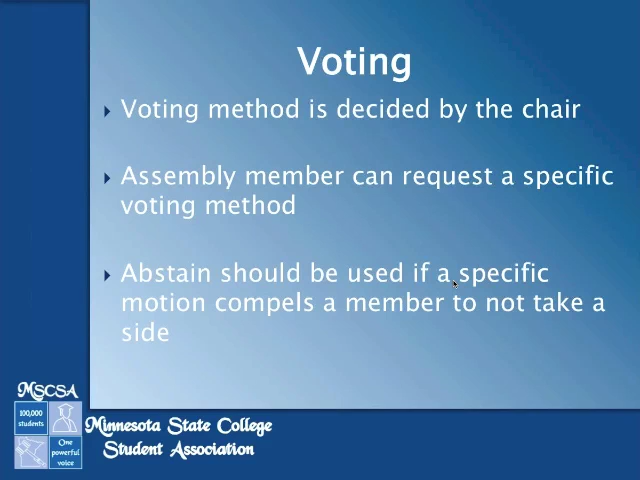 Voting
Voting method is decided by the chair
Assembly member can request a specific
voting method
Abstain should be used if a specific
motion compels a member to not take a
side
MSCSA
100,000
students
One
powerful
voice
Minnesota State College
Student Association